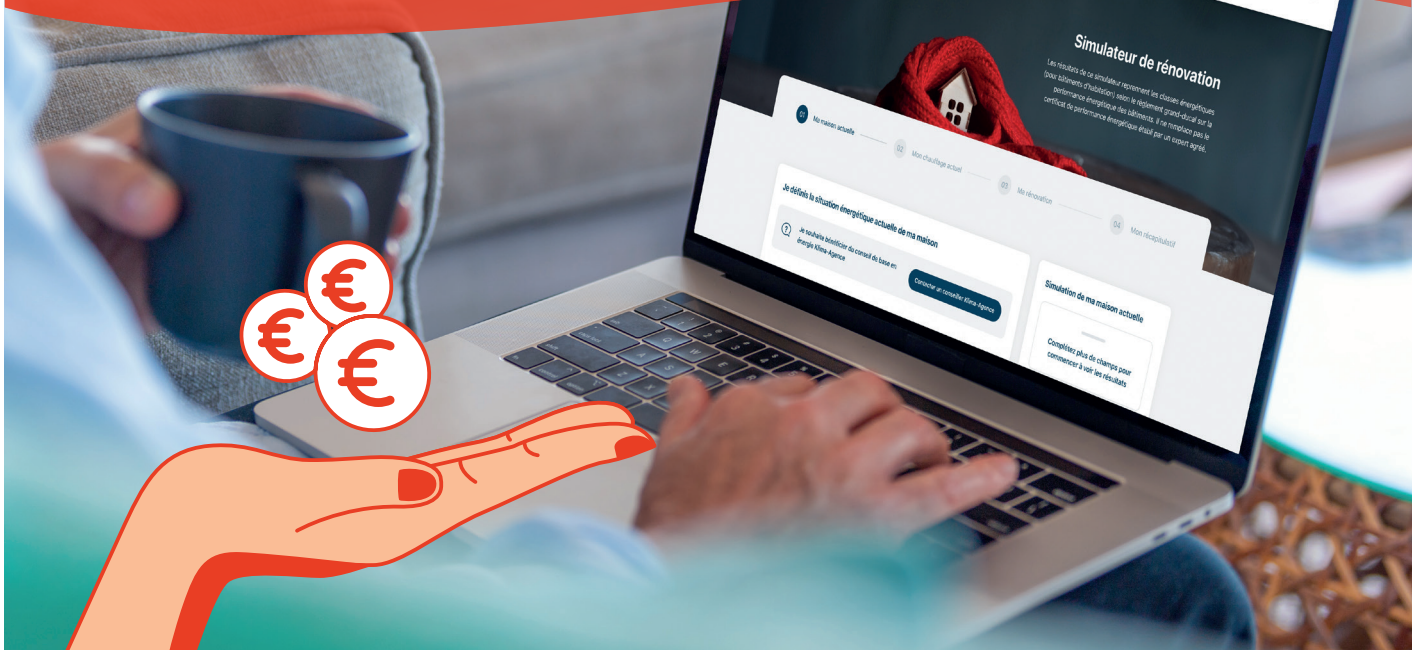 Simulateur de rénovation
Les résultats de ce simulateur reprennent les classes énergétiques
(pour bâtiments d'habitation) selon le règlement grand-ducal sur la
performance énergétique des bâtiments. Il ne remplace pas le
certificat de performance énergétique établi par un expert agréé.
01 Ma maison actuelle
02 Mon chauffage actuel
03 Ma rénovation
04 Mon récapitulatif
Je définis la situation énergétique actuelle de ma maison
? Je souhaite bénéficier du conseil de base en
énergie Klima-Agence
Contacter un conseiller Klima-Agence
Simulation de ma maison actuelle
Complétez plus de champs pour
commencer à voir les résultats
€
€
€